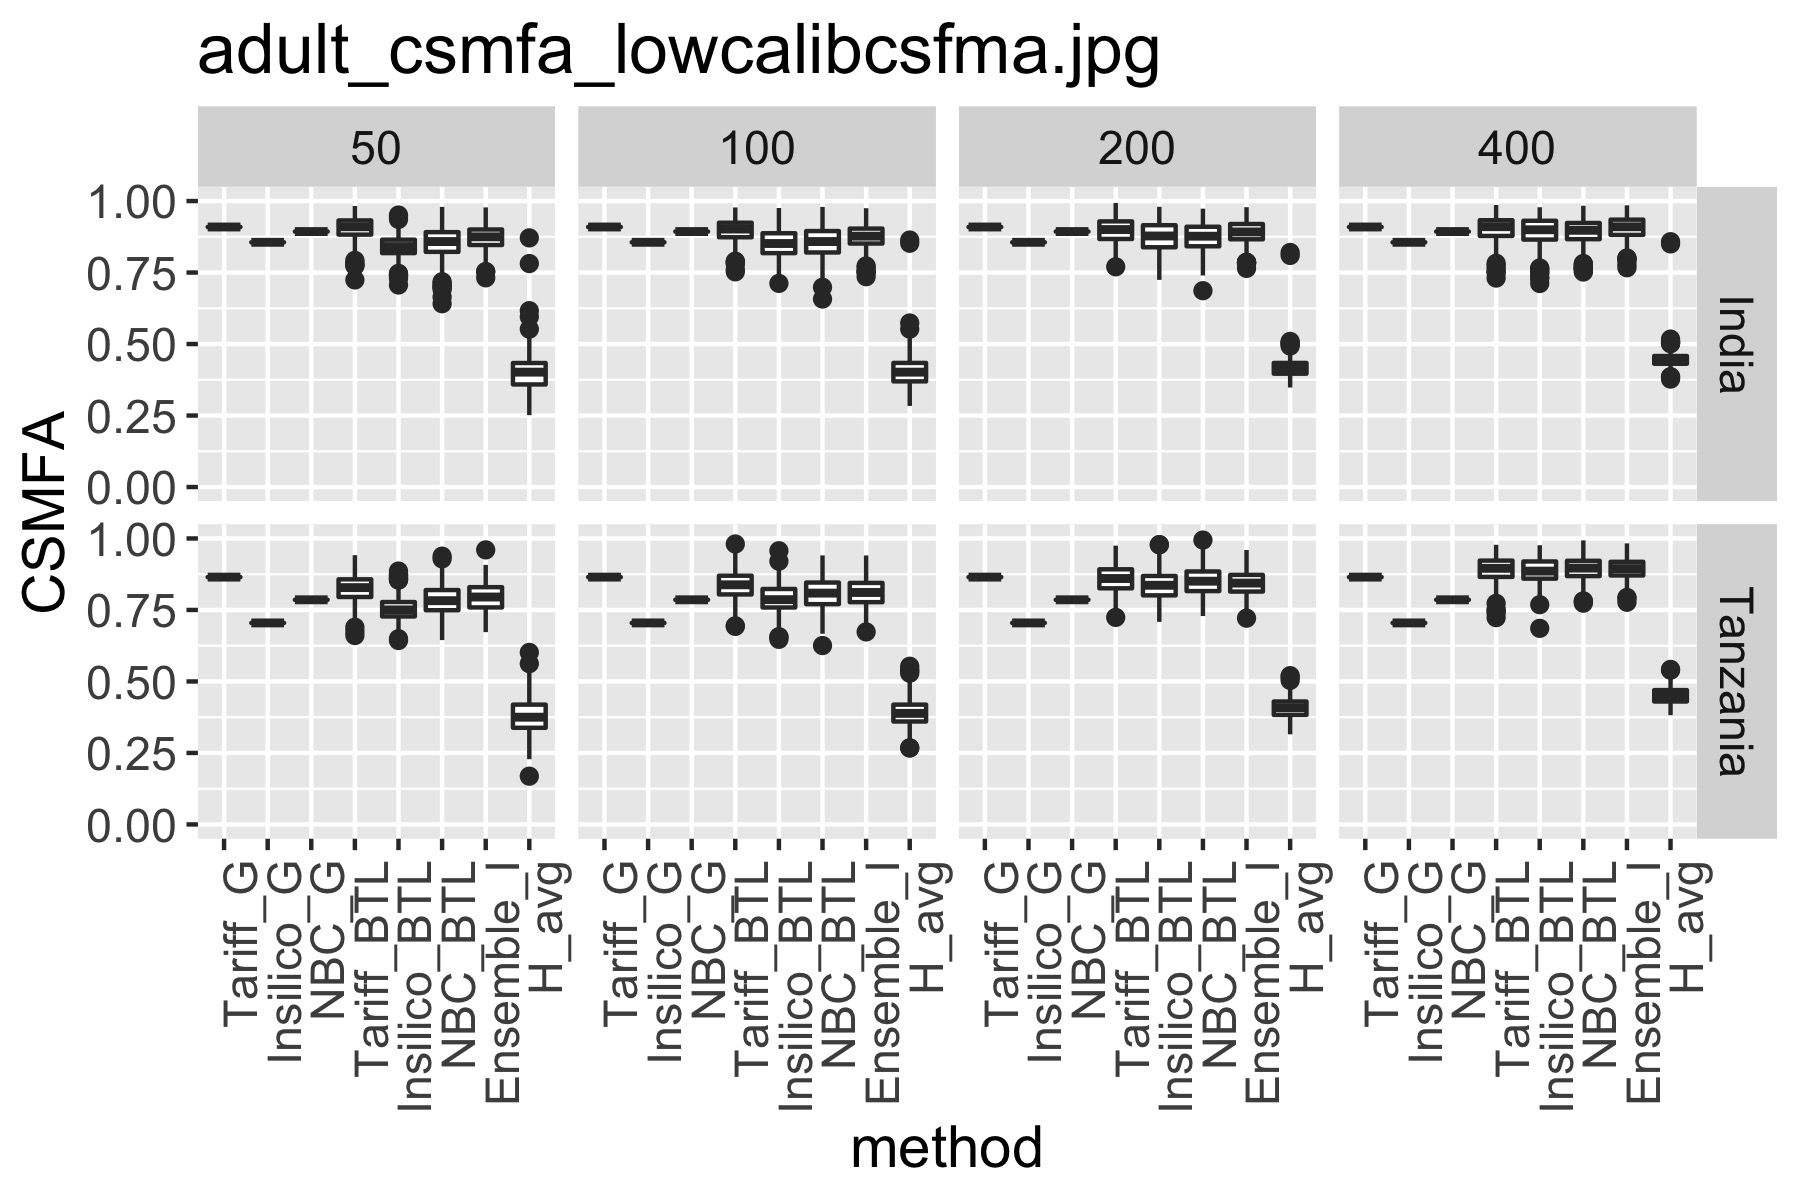 adult_csmfa_lowcalibcsfma.jpg
50 100 200 400
CSMFA
1.00
0.75
0.50
0.25
0.00
India
1.00
0.75
0.50
0.25
0.00
Tanzania
Tariff_G Insilico_G NBC_G Tariff_BTL Insilico_BTL NBC_BTL Ensemble_I H_avg
Tariff_G Insilico_G NBC_G Tariff_BTL Insilico_BTL NBC_BTL Ensemble_I H_avg
Tariff_G Insilico_G NBC_G Tariff_BTL Insilico_BTL NBC_BTL Ensemble_I H_avg
Tariff_G Insilico_G NBC_G Tariff_BTL Insilico_BTL NBC_BTL Ensemble_I H_avg
method